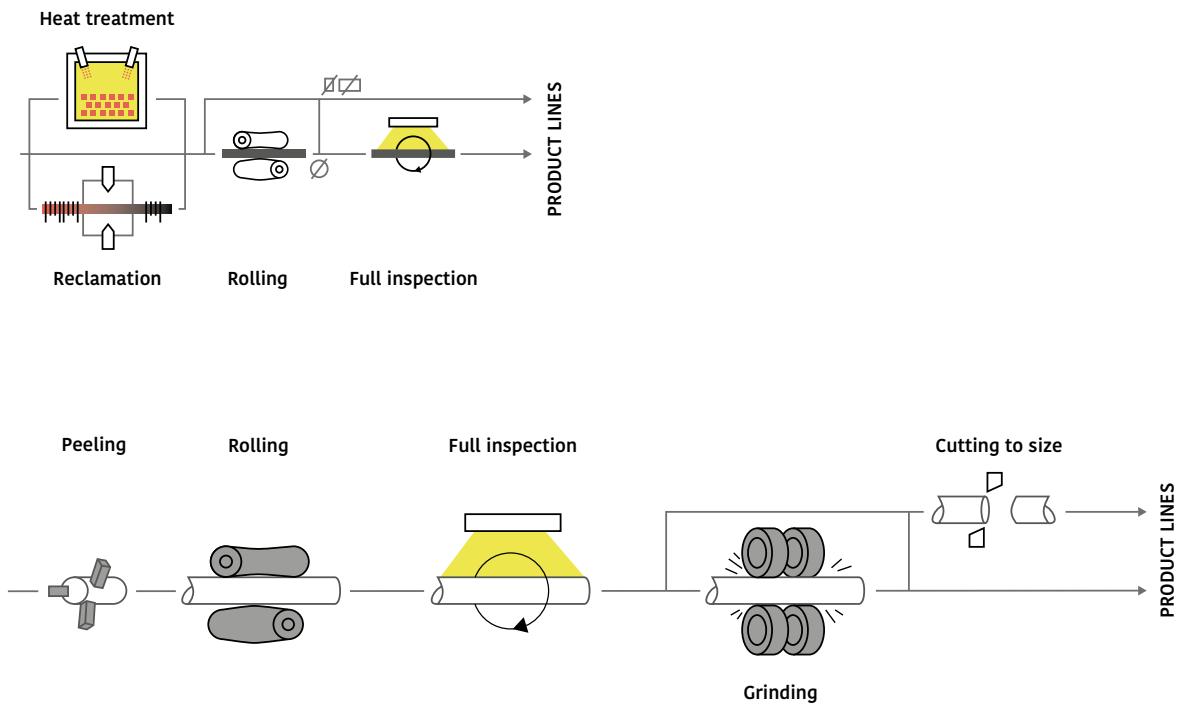 Heat treatment
PRODUCT LINES
Reclamation
Rolling
Full inspection
Peeling
Rolling
Full inspection
Cutting to size
PRODUCT LINES
Grinding